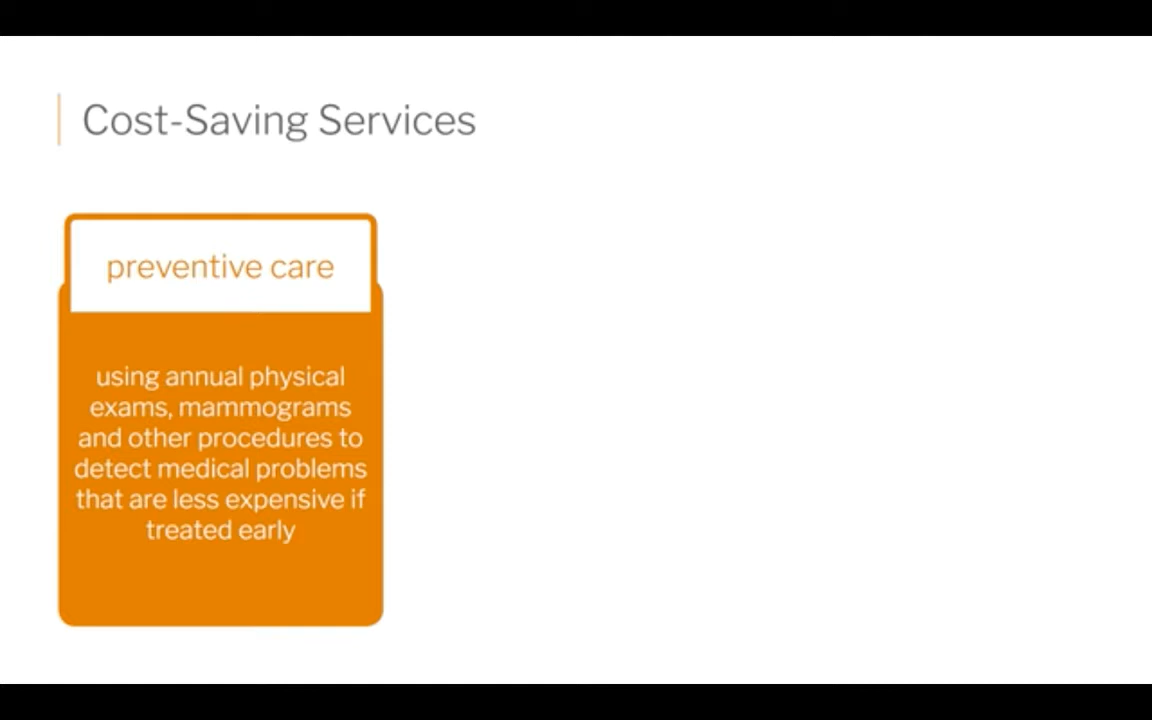 Cost-Saving Services
preventive care
using annual physical
exams, mammograms
and other procedures to
detect medical problems
that are less expensive if
treated early